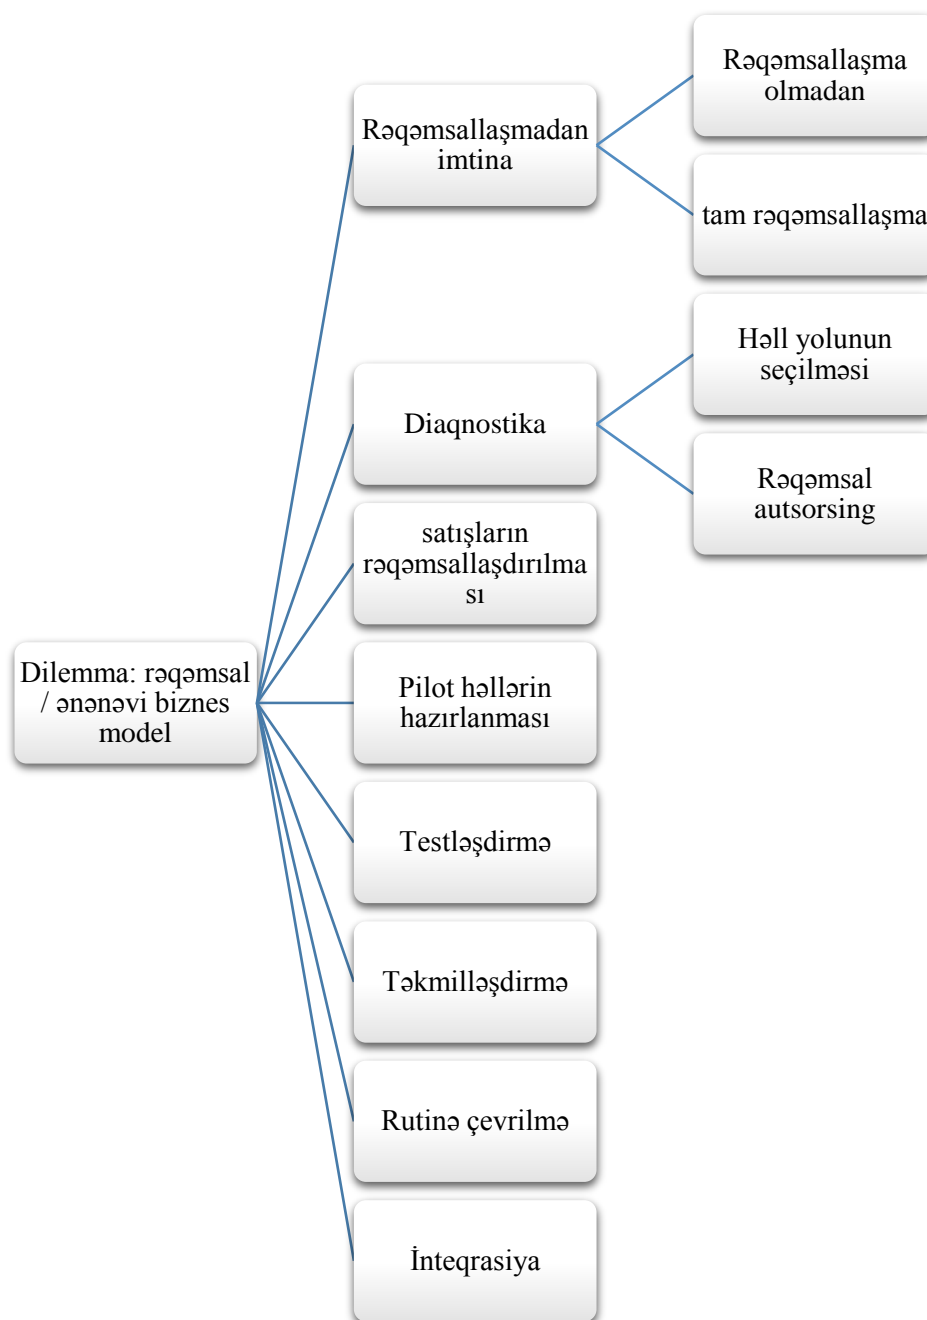 Rəqəmsallaşma
olmadan
Rəqəmsallaşmadan
imtina
tam rəqəmsallaşma
Həll yolunun
seçilməsi
Diaqnostika
Rəqəmsal
autsorsing
satışların
rəqəmsallaşdırılma
sı
Dilemma: rəqəmsal
/ ənənəvi biznes
model
Pilot həllərin
hazırlanması
Testləşdirmə
Təkmilləşdirmə
Rutinə çevrilmə
İnteqrasiya